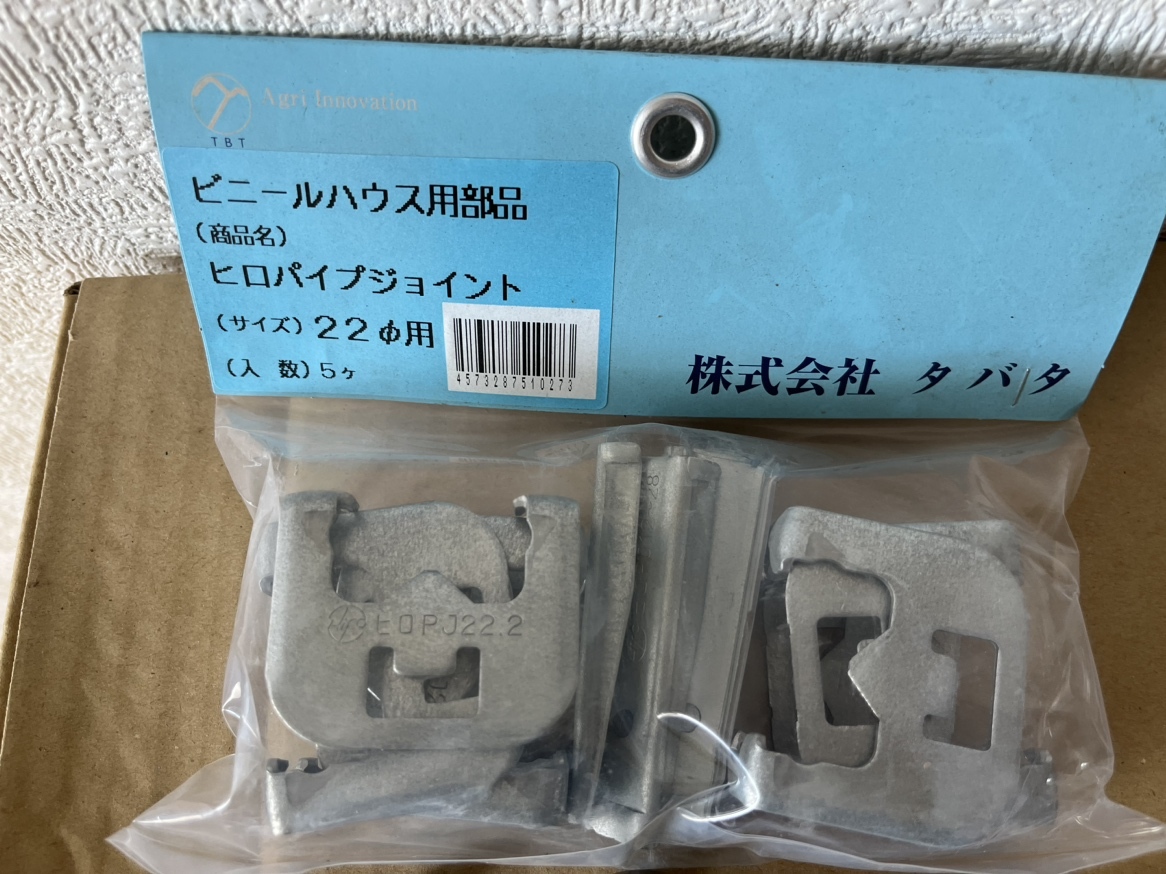 Agri Innovation
TBT
ビニールハウス用部品
(商品名)
ヒロパイプジョイント
(サイズ) 22φ用
(入 数) 5ヶ
4573287510273
株式会社 タバタ
ヒロPJ22.2